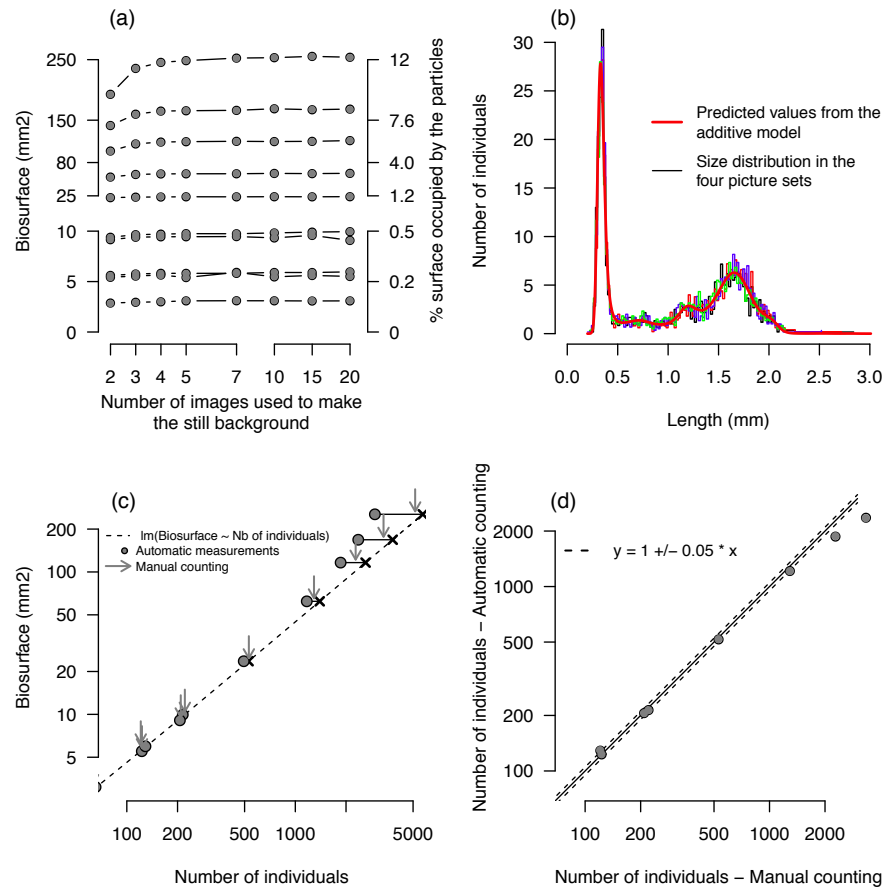 (a)
250
150
80
25
10
5
0
Biosurface (mm2)
12
7.6
4.0
1.2
0.5
0.2
0
% surface occupied by the particles
2 3 4 5 7 10 15 20
Number of images used to make
the still background
(b)
30
25
20
15
10
5
0
Number of individuals
Predicted values from the
additive model
Size distribution in the
four picture sets
0.0 0.5 1.0 1.5 2.0 2.5 3.0
Length (mm)
(c)
200
100
50
20
10
5
Biosurface (mm2)
lm(Biosurface ~ Nb of individuals)
Automatic measurements
Manual counting
100 200 500 1000 5000
Number of individuals
(d)
2000
1000
500
200
100
Number of individuals − Automatic counting
y = 1 +/− 0.05 * x
100 200 500 1000 2000
Number of individuals − Manual counting